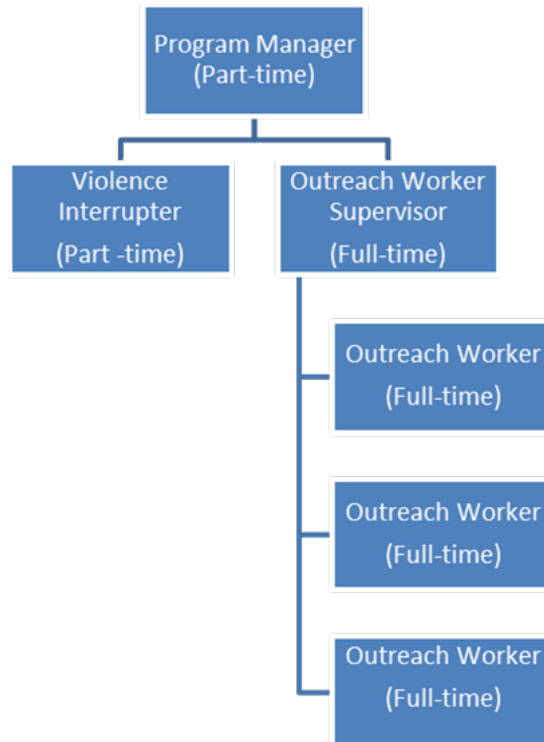 Program Manager
(Part-time)
Violence
Interrupter
(Part -time)
Outreach Worker
Supervisor
(Full-time)
Outreach Worker
(Full-time)
Outreach Worker
(Full-time)
Outreach Worker
(Full-time)